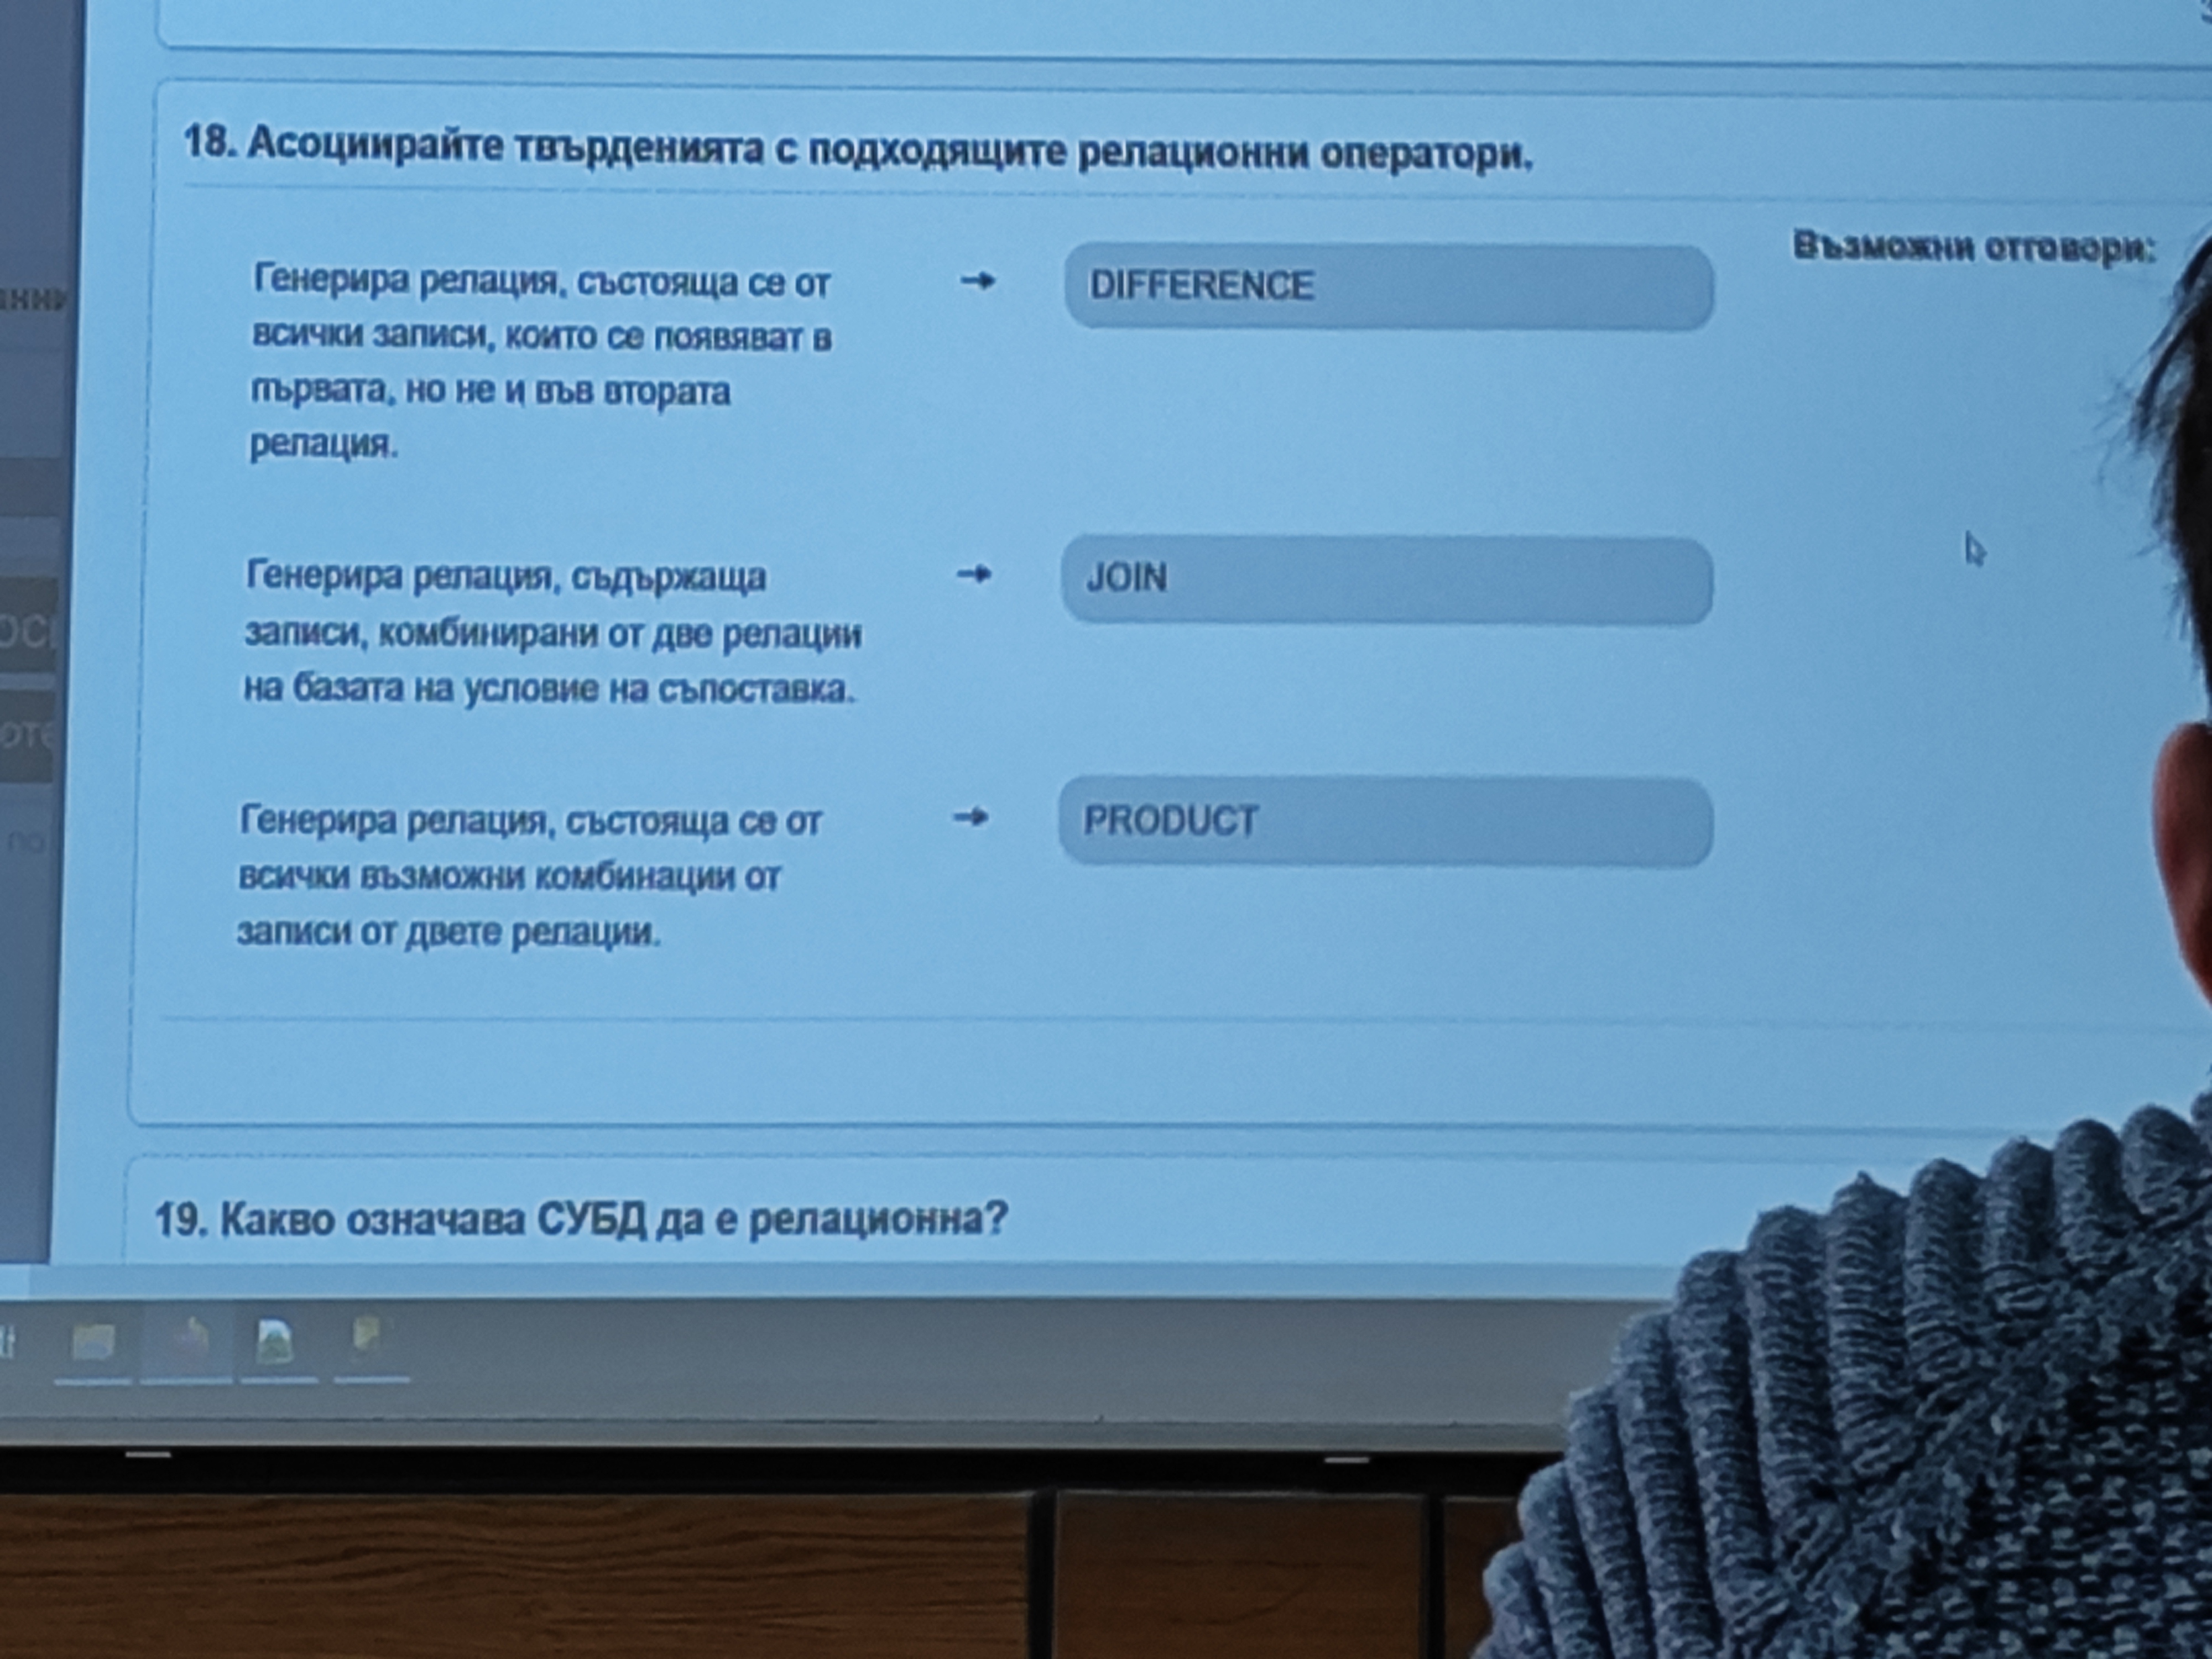 18. Асоциирайте твърденията с подходящите релационни оператори.
Възможни отговори:
Генерира релация, състояща се от
→ DIFFERENCE
всички записи, които се появяват в
първата, но не и във втората
релация.
Генерира релация, съдържаща
→ JOIN
записи, комбинирани от две релации
на базата на условие на съпоставка.
Генерира релация, състояща се от
→ PRODUCT
всички възможни комбинации от
записи от двете релации.
19. Какво означава СУБД да е релационна?
по